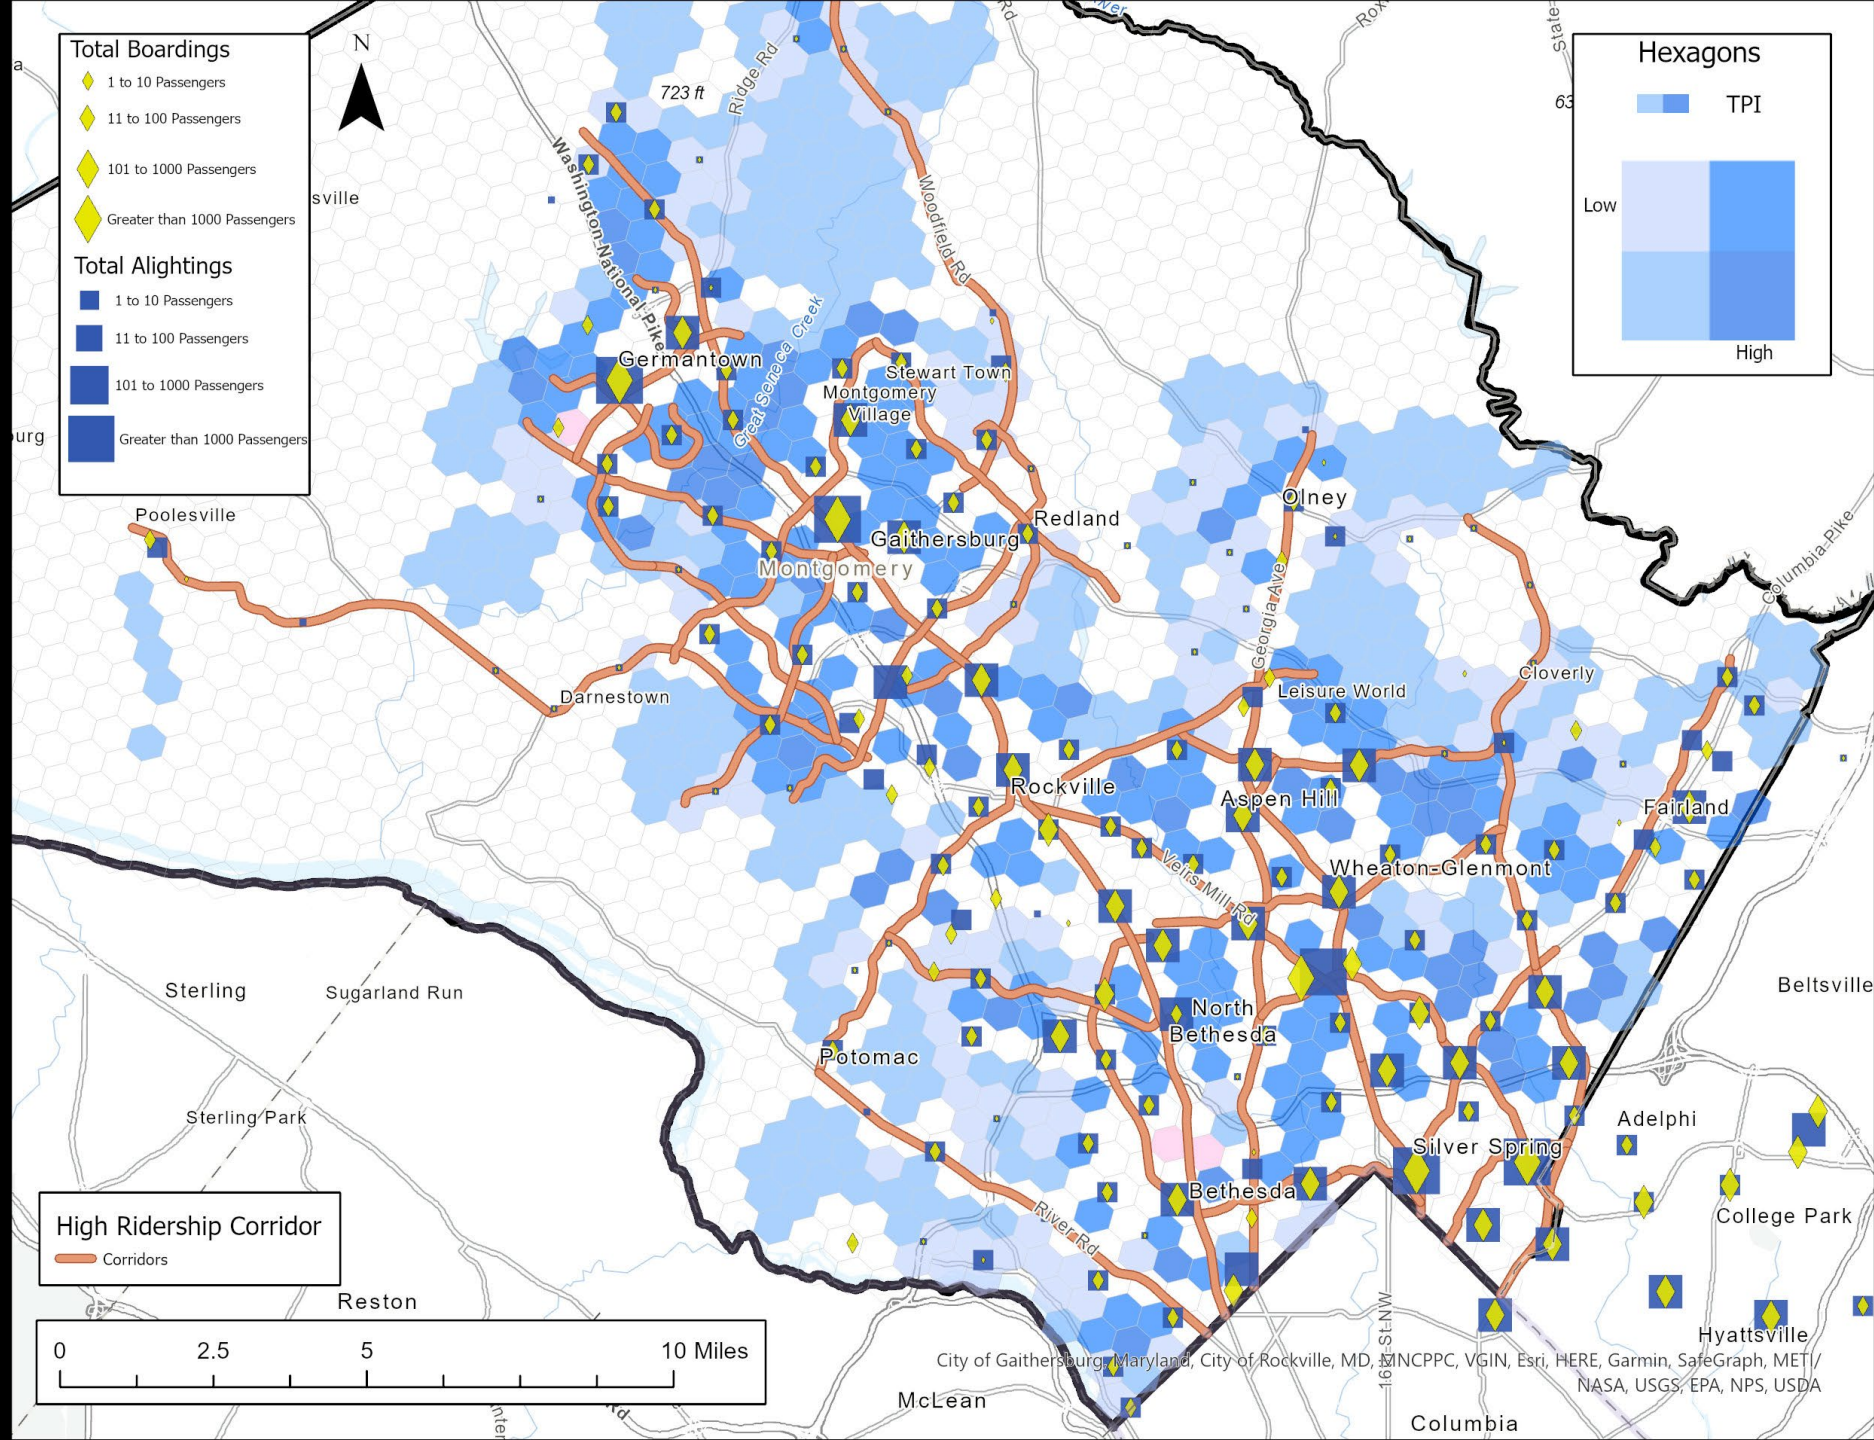 Total Boardings
1 to 10 Passengers
11 to 100 Passengers
101 to 1000 Passengers
Greater than 1000 Passengers
Total Alightings
1 to 10 Passengers
11 to 100 Passengers
101 to 1000 Passengers
Greater than 1000 Passengers
N
Hexagons
TPI
Low
High
723 ft
Ridge Rd
Washington National Pike
Woodfield Rd
Great Seneca Creek
sville
63
State
Rd
a
urg
Germantown
Stewart Town
Montgomery
Village
Poolesville
Redland
Gaithersburg
Montgomery
Olney
Georgia Ave
Columbia Pike
Darnestown
Leisure World
Cloverly
Rockville
Aspen Hill
Fairland
Veirs Mill Rd
Wheaton-Glenmont
Sterling
Sugarland Run
Beltsville
North
Bethesda
Potomac
Sterling Park
Adelphi
Silver Spring
Bethesda
College Park
River Rd
High Ridership Corridor
Corridors
Reston
16th St NW
Hyattsville
0 2.5 5 10 Miles
City of Gaithersburg, Maryland, City of Rockville, MD, MNCPPC, VGIN, Esri, HERE, Garmin, SafeGraph, METI/
NASA, USGS, EPA, NPS, USDA
McLean
Rd
Columbia